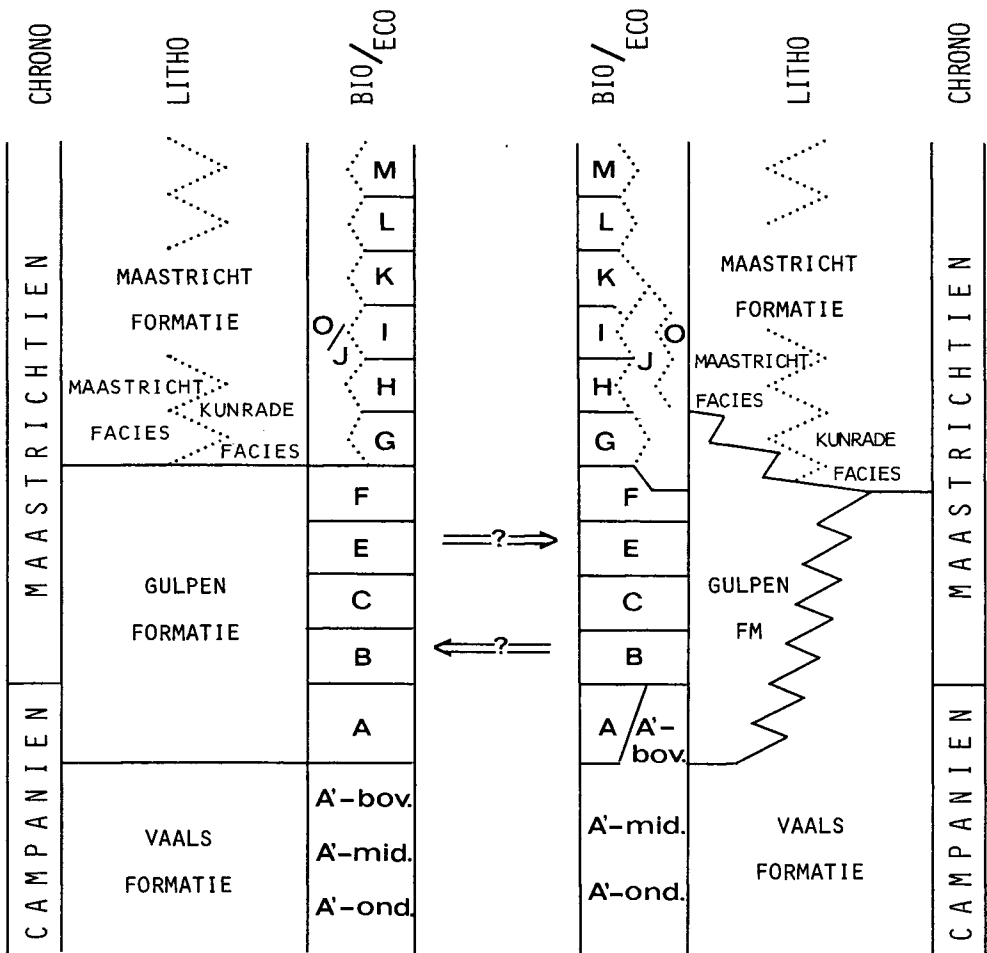 CHRONO
LITHO
BIO/ECO
BIO/ECO
LITHO
CHRONO
MAASTRICHTIEN
CAMPANIEN
MAASTRICHT
FORMATIE
MAASTRICHT
FACIES
KUNRADE
FACIES
GULPEN
FORMATIE
VAALS
FORMATIE
M
L
K
I
H
G
O/J
F
E
C
B
A
A'-bov.
A'-mid.
A'-ond.
?
?
M
L
K
I
H
G
J
O
F
E
C
B
A
A'-
bov.
A'-mid.
A'-ond.
MAASTRICHT
FORMATIE
MAASTRICHT
FACIES
KUNRADE
FACIES
GULPEN
FM
VAALS
FORMATIE
MAASTRICHTIEN
CAMPANIEN